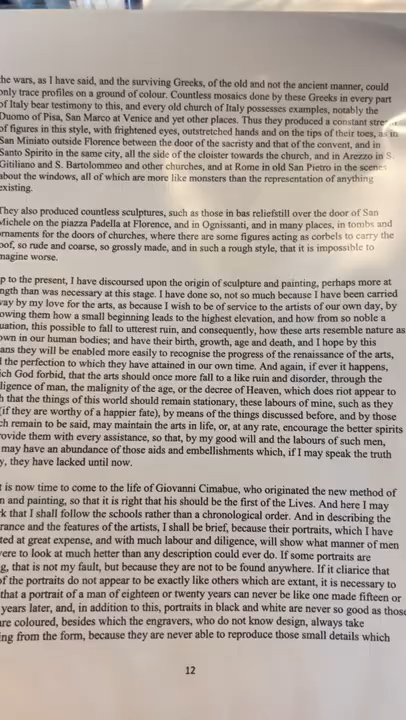 the wars, as I have said, and the surviving Greeks, of the old and not the ancient manner, could
only trace profiles on a ground of colour. Countless mosaics done by these Greeks in every part
of Italy bear testimony to this, and every old church of Italy possesses examples, notably the
Duomo of Pisa, San Marco at Venice and yet other places. Thus they produced a constant stre
of figures in this style, with frightened eyes, outstretched hands and on the tips of their toes, as in
San Miniato outside Florence between the door of the sacristy and that of the convent, and in
Santo Spirito in the same city, all the side of the cloister towards the church, and in Arezzo in S.
Gitiliano and S. Bartolommeo and other churches, and at Rome in old San Pietro in the scenes
about the windows, all of which are more like monsters than the representation of anything
existing.
They also produced countless sculptures, such as those in bas reliefstill over the door of San
Michele on the piazza Padella at Florence, and in Ognissanti, and in many places, in tombs and
ornaments for the doors of churches, where there are some figures acting as corbels to carry the
oof, so rude and coarse, so grossly made, and in such a rough style, that it is impossible to
magine worse.
p to the present, I have discoursed upon the origin of sculpture and painting, perhaps more at
ngth than was necessary at this stage. I have done so, not so much because I have been carried
way by my love for the arts, as because I wish to be of service to the artists of our own day, by
owing them how a small beginning leads to the highest elevation, and how from so noble a
uation, this possible to fall to utterest ruin, and consequently, how these arts resemble nature as
own in our human bodies; and have their birth, growth, age and death, and I hope by this
ans they will be enabled more easily to recognise the progress of the renaissance of the arts,
d the perfection to which they have attained in our own time. And again, if ever it happens,
ich God forbid, that the arts should once more fall to a like ruin and disorder, through the
ligence of man, the malignity of the age, or the decree of Heaven, which does riot appear to
h that the things of this world should remain stationary, these labours of mine, such as they
(if they are worthy of a happier fate), by means of the things discussed before, and by those
ch remain to be said, may maintain the arts in life, or, at any rate, encourage the better spirits
rovide them with every assistance, so that, by my good will and the labours of such men,
may have an abundance of those aids and embellishments which, if I may speak the truth
y, they have lacked until now.
t is now time to come to the life of Giovanni Cimabue, who originated the new method of
n and painting, so that it is right that his should be the first of the Lives. And here I may
k that I shall follow the schools rather than a chronological order. And in describing the
rance and the features of the artists, I shall be brief, because their portraits, which I have
ted at great expense, and with much labour and diligence, will show what manner of men
ere to look at much hetter than any description could ever do. If some portraits are
g, that is not my fault, but because they are not to be found anywhere. If it cliarice that
of the portraits do not appear to be exactly like others which are extant, it is necessary to
that a portrait of a man of eighteen or twenty years can never be like one made fifteen or
years later, and, in addition to this, portraits in black and white are never so good as those
are coloured, besides which the engravers, who do not know design, always take
ing from the form, because they are never able to reproduce those small details which
12